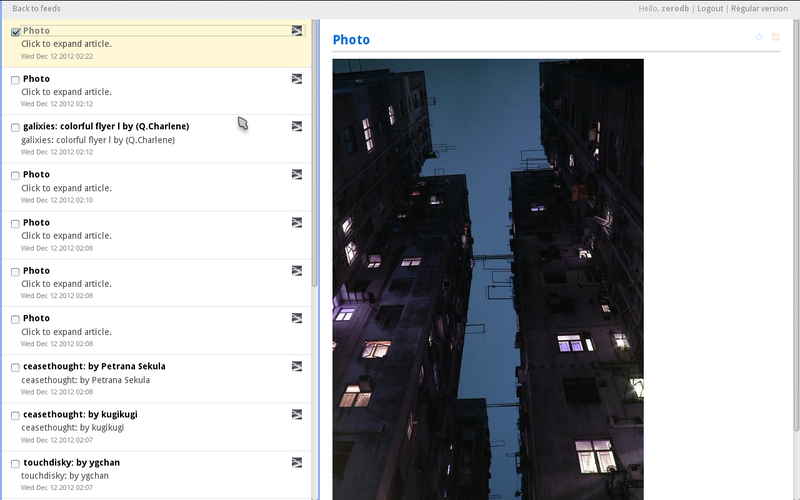 Back to feeds
Hello, zerodb | Logout | Regular version
Photo
Click to expand article.
Wed Dec 12 2012 02:22
Photo
Click to expand article.
Wed Dec 12 2012 02:12
galixies: colorful flyer l by (Q.Charlene)
galixies: colorful flyer l by (Q.Charlene)
Wed Dec 12 2012 02:12
Photo
Click to expand article.
Wed Dec 12 2012 02:10
Photo
Click to expand article.
Wed Dec 12 2012 02:08
Photo
Click to expand article.
Wed Dec 12 2012 02:08
Photo
Click to expand article.
Wed Dec 12 2012 02:08
ceasethought: by Petrana Sekula
ceasethought: by Petrana Sekula
Wed Dec 12 2012 02:08
ceasethought: by kugikugi
ceasethought: by kugikugi
Wed Dec 12 2012 02:07
touchdisky: by ygchan
touchdisky: by ygchan
Wed Dec 12 2012 02:07
Photo